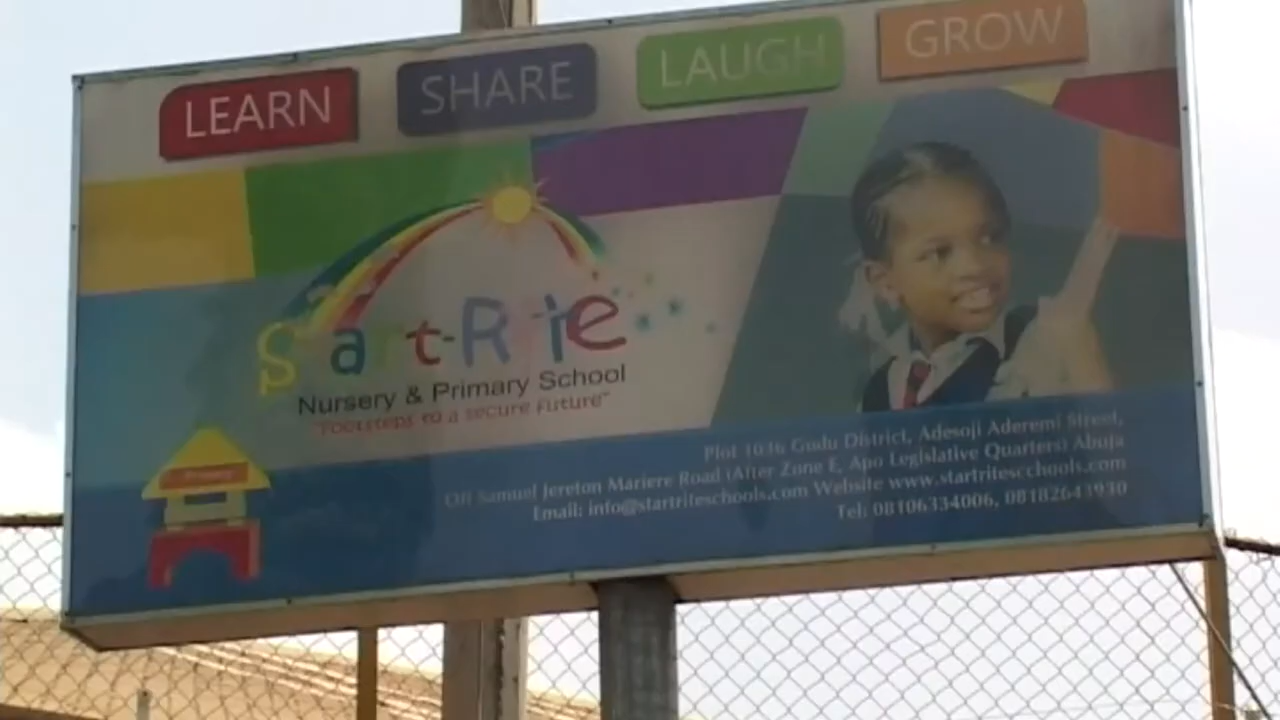 LEARN SHARE LAUGH GROW
Start-Rite
Nursery & Primary School
"Footsteps to a secure Future"
Plot 1036 Gudu District, Adesoji Aderemi Street,
Off Samuel Jereton Mariere Road (After Zone E, Apo Legislative Quarters) Abuja
Email: info@startriteschools.com Website www.startritescchools.com
Tel: 08106334006, 08182643930